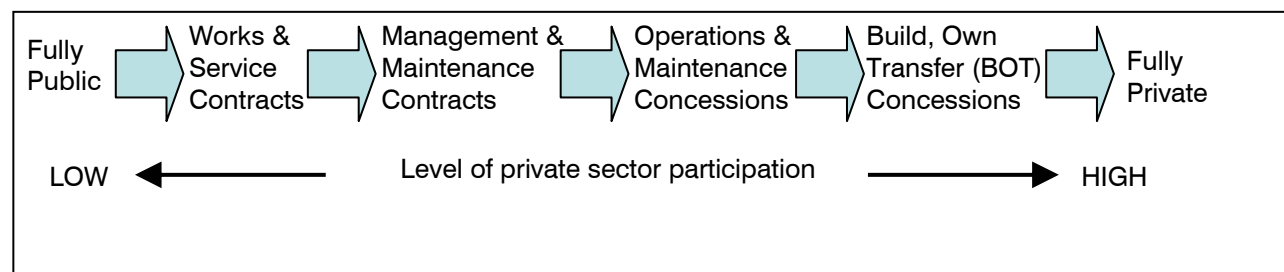 Fully
Public
Works &
Service
Contracts
Management &
Maintenance
Contracts
Operations &
Maintenance
Concessions
Build, Own
Transfer (BOT)
Concessions
Fully
Private
LOW
Level of private sector participation
HIGH